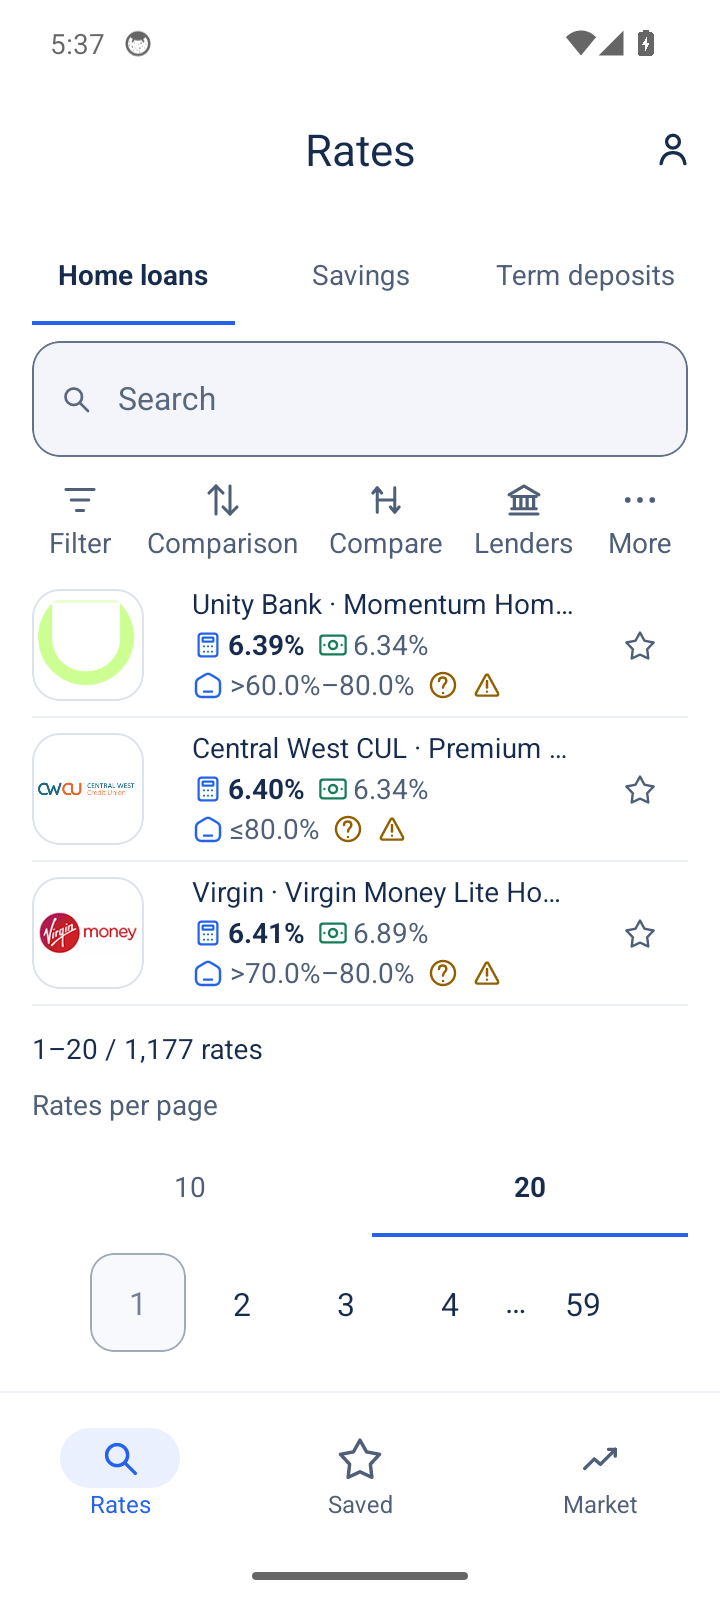 5:37
Rates
Home loans Savings Term deposits
Search
Filter Comparison Compare Lenders More
Unity Bank · Momentum Hom...
6.39% 6.34%
>60.0%–80.0%
CWCU CENTRAL WEST Credit Union
Central West CUL · Premium ...
6.40% 6.34%
≤80.0%
Virgin money
Virgin · Virgin Money Lite Ho...
6.41% 6.89%
>70.0%–80.0%
1–20 / 1,177 rates
Rates per page
10 20
1 2 3 4 ... 59
Rates Saved Market